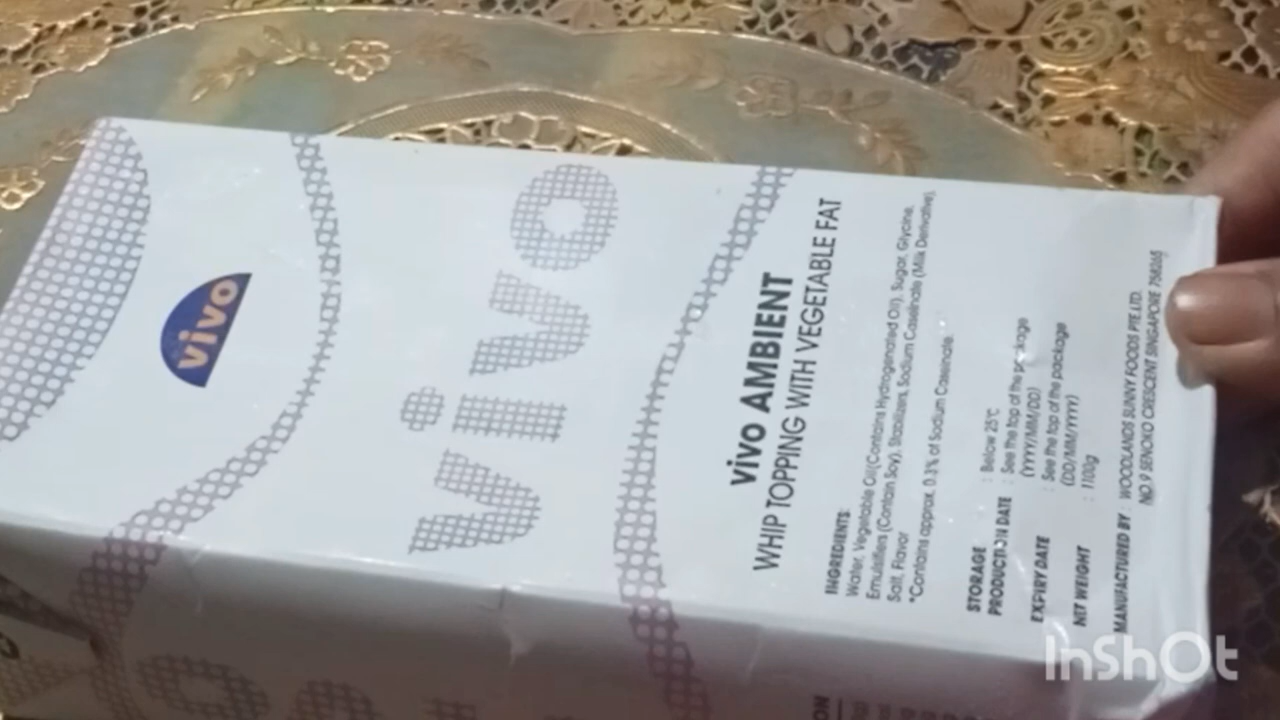 vivo
vivo
vivo AMBIENT
WHIP TOPPING WITH VEGETABLE FAT
INGREDIENTS:
Water, Vegetable Oil (Contains Hydrogenated Oil), Sugar, Glycine,
Emulsifiers (Contain Soy), Stabilizers, Sodium Caseinate (Milk Derivative),
Salt, Flavor
*Contains approx. 0.3% of Sodium Caseinate.
STORAGE : Below 25°C
PRODUCTION DATE : See the top of the package
(YYYY/MM/DD)
EXPIRY DATE : See the top of the package
(DD/MM/YYYY)
NET WEIGHT : 1100g
MANUFACTURED BY : WOODLANDS SUNNY FOODS PTE LTD.
NO.9 SENOKO CRESCENT SINGAPORE 758265
InShOt